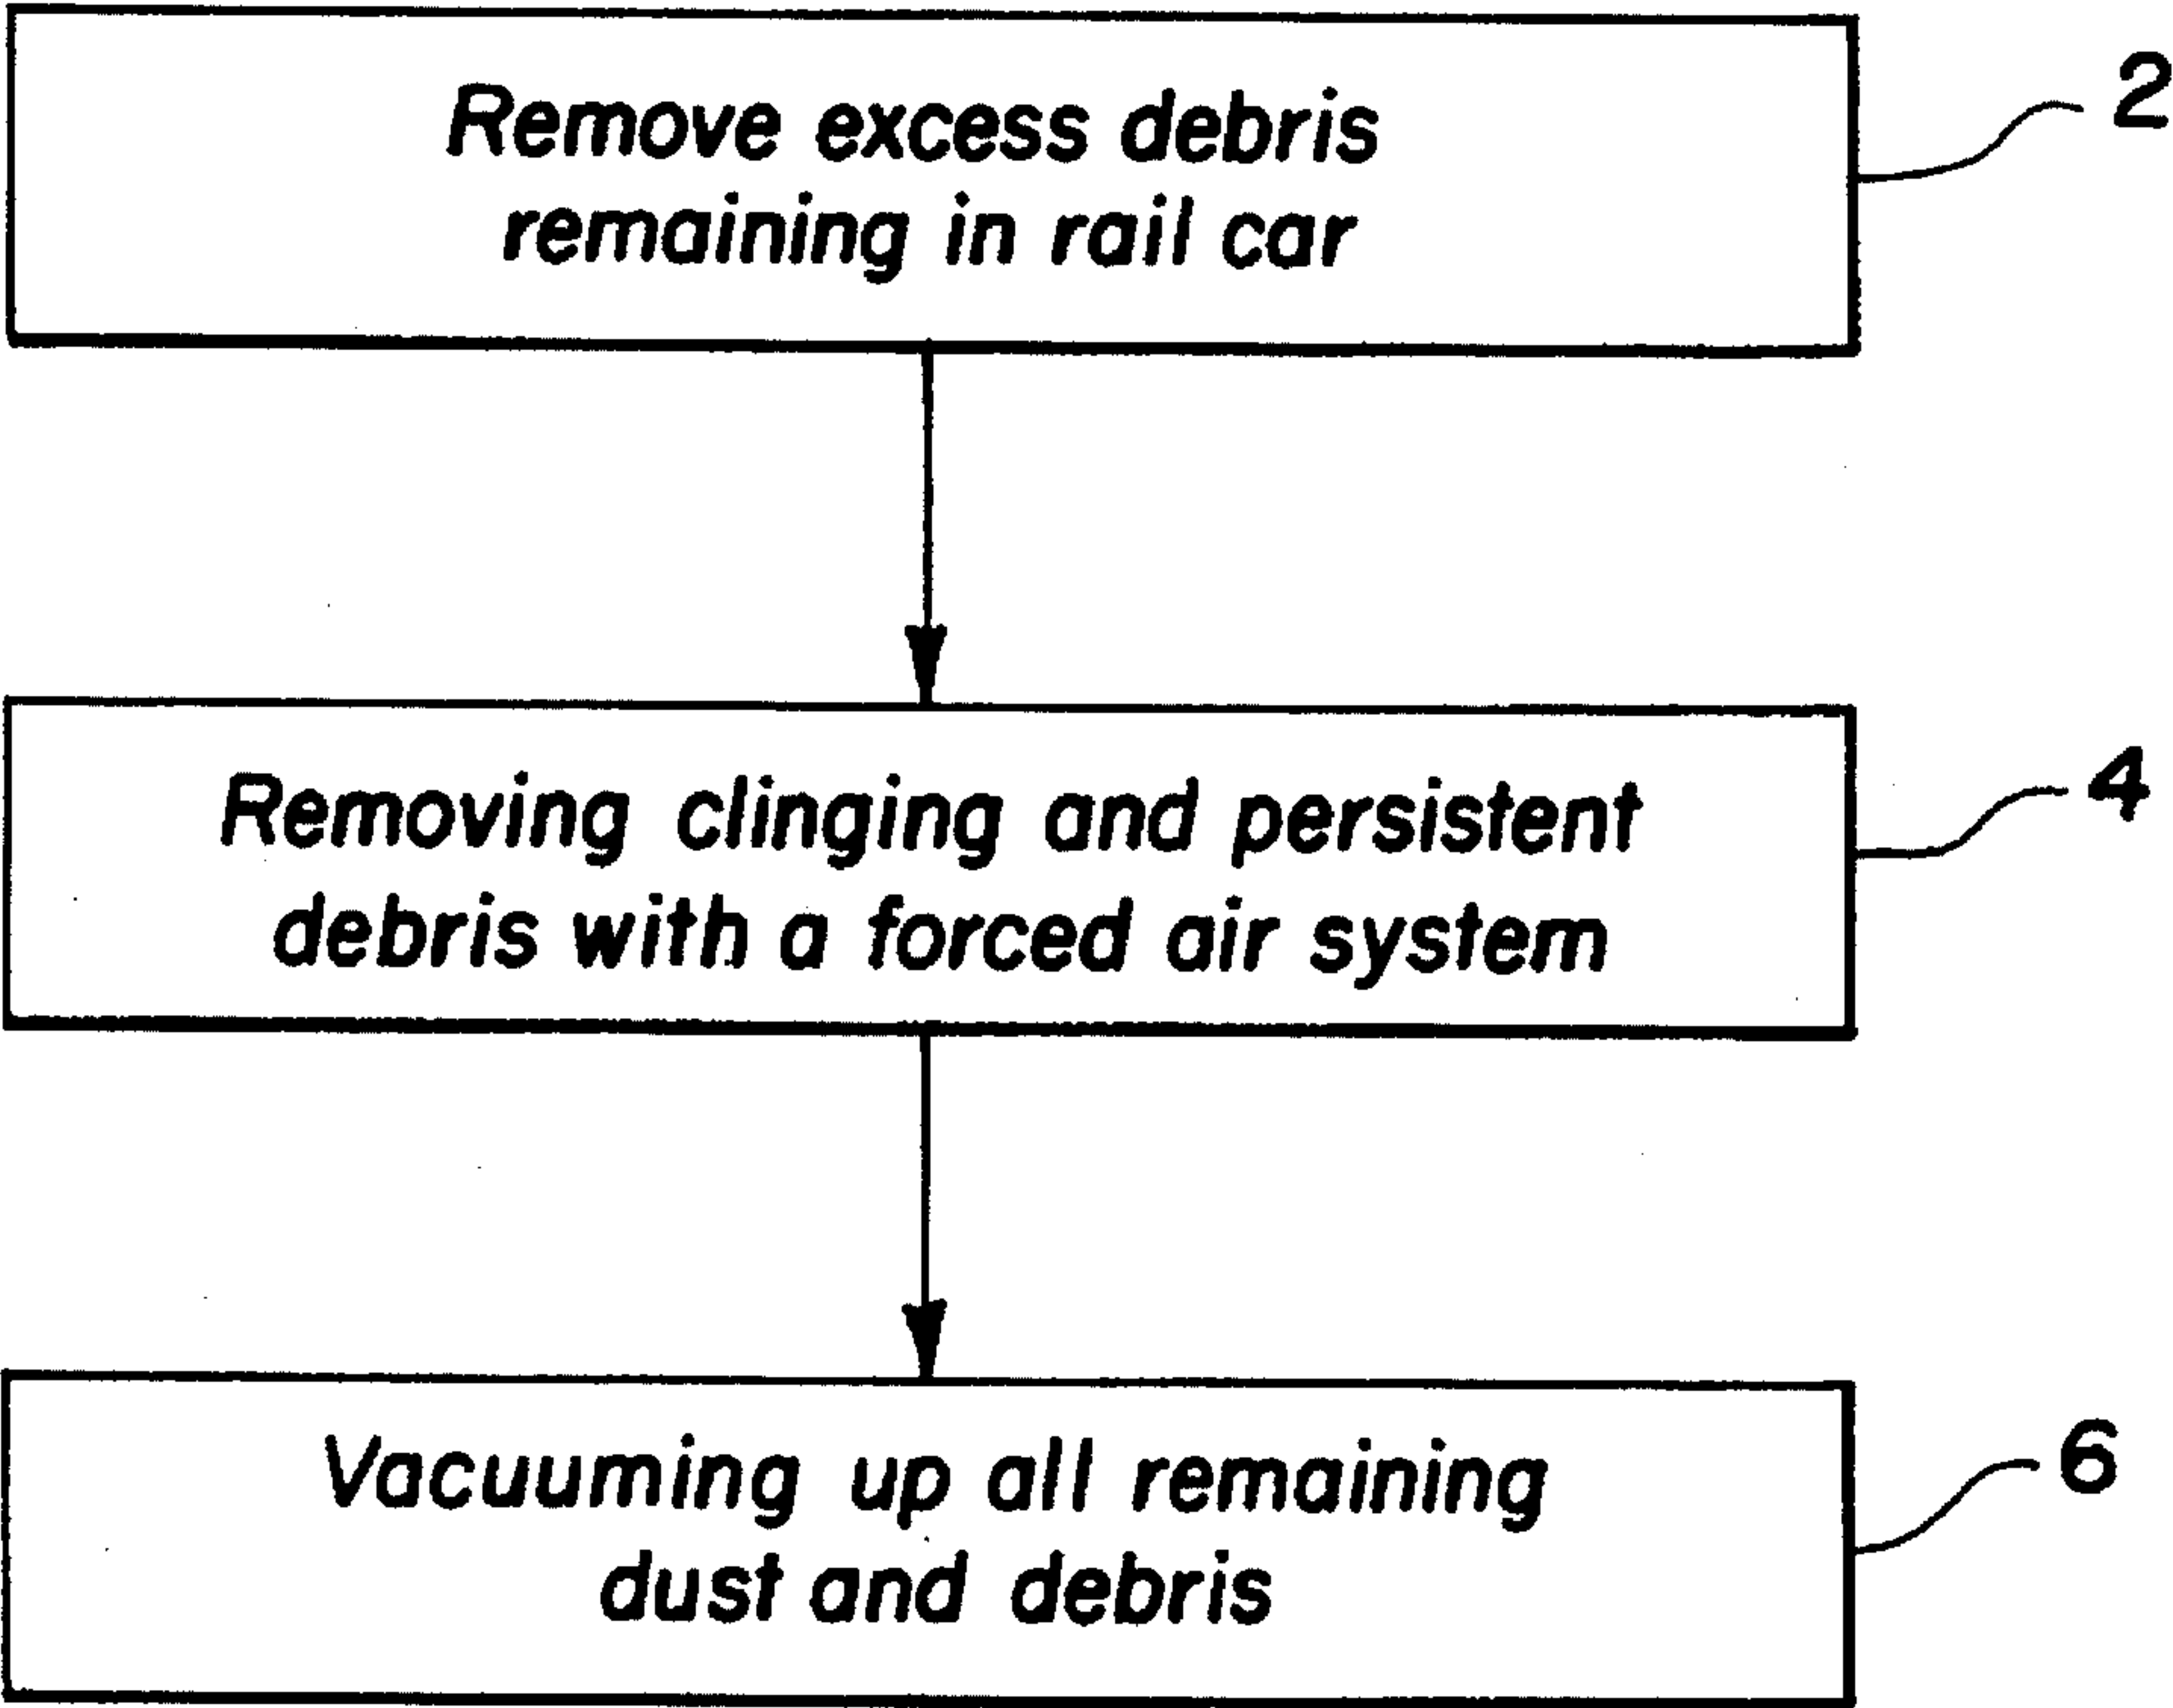 Remove excess debris
remaining in rail car
2
Removing clinging and persistent
debris with a forced air system
4
Vacuuming up all remaining
dust and debris
6